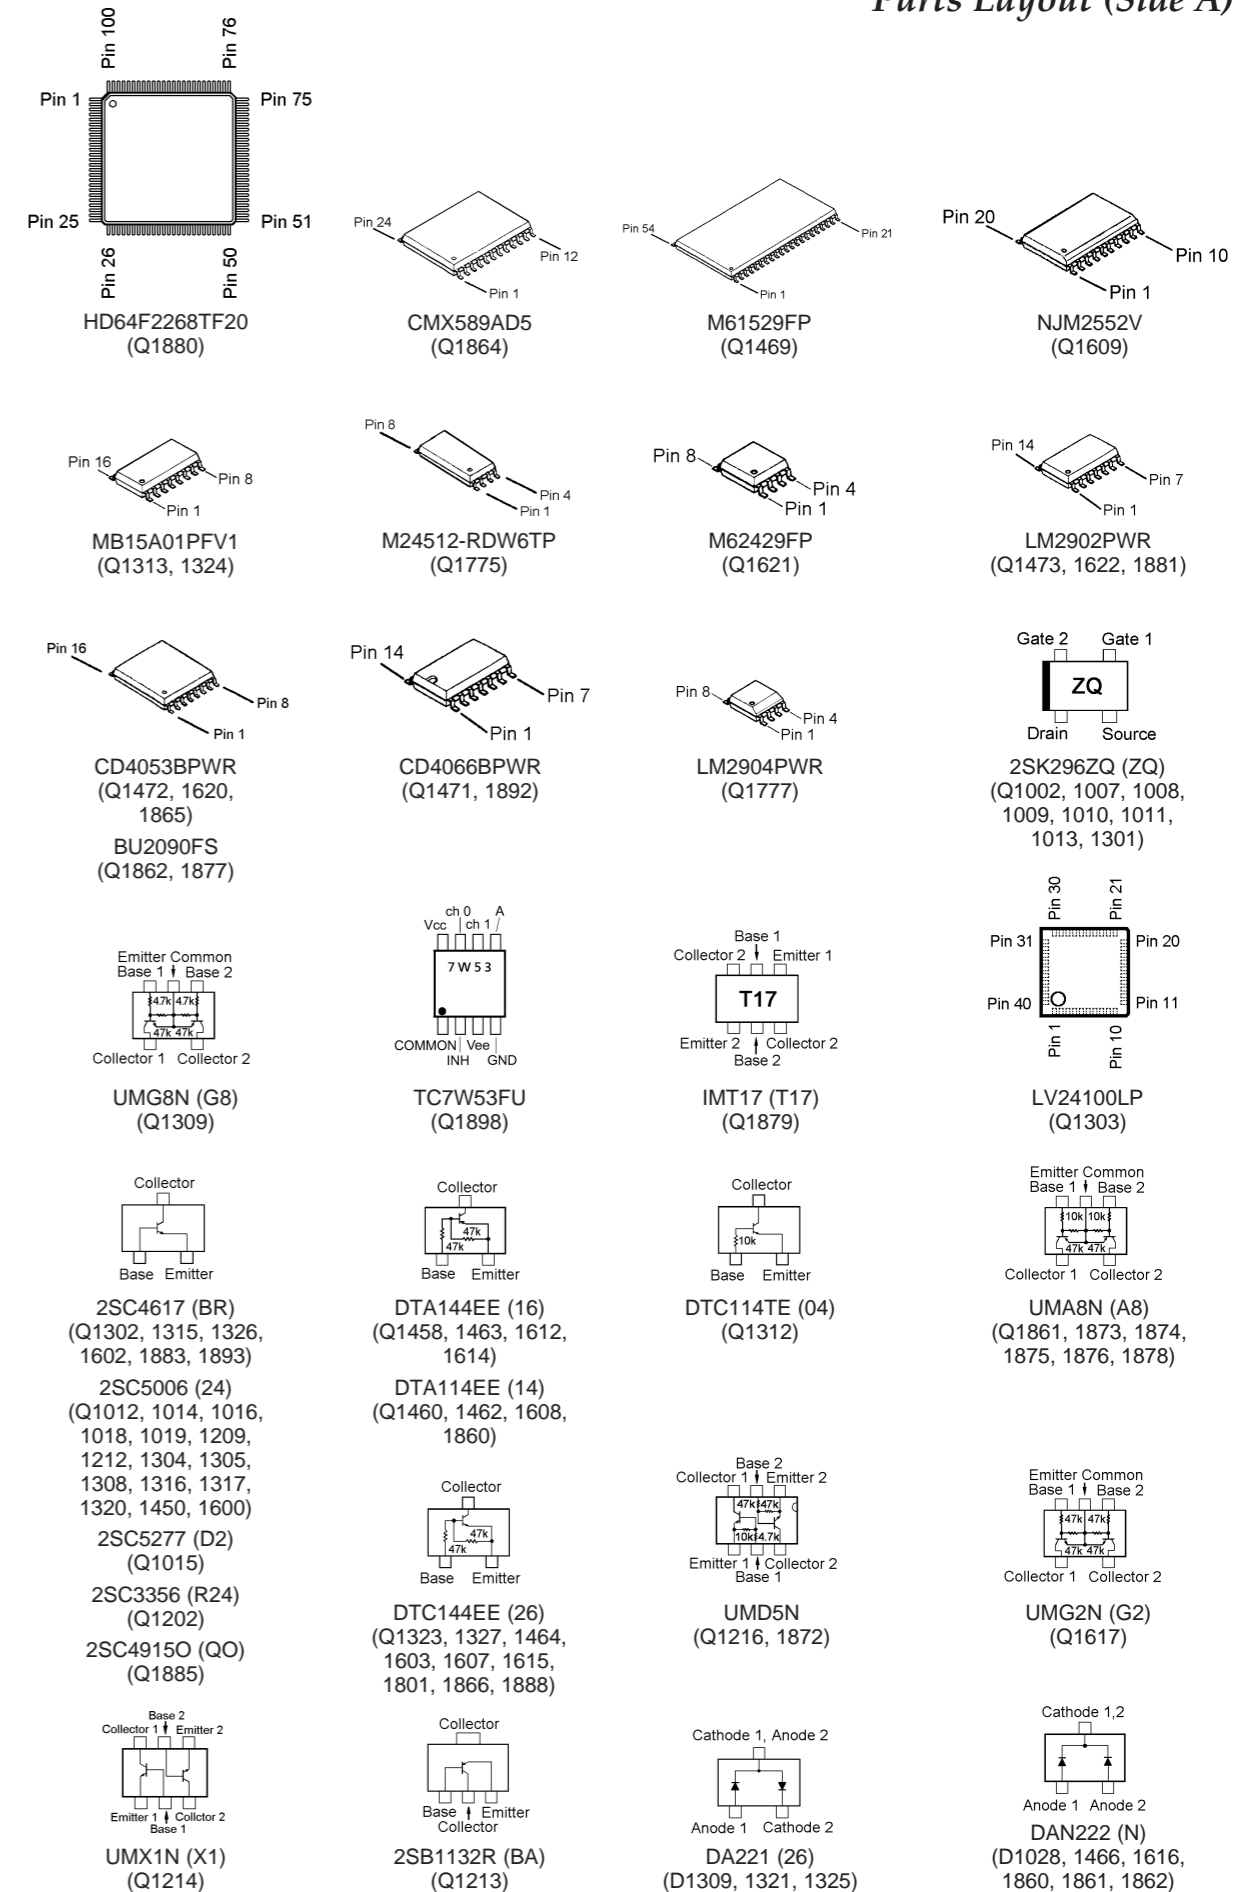 Parts Layout (Side A)
Pin 100
Pin 76
Pin 1
Pin 75
Pin 25
Pin 51
Pin 26
Pin 50
HD64F2268TF20
(Q1880)
Pin 24
Pin 12
Pin 1
CMX589AD5
(Q1864)
Pin 54
Pin 21
Pin 1
M61529FP
(Q1469)
Pin 20
Pin 10
Pin 1
NJM2552V
(Q1609)
Pin 16
Pin 8
Pin 1
MB15A01PFV1
(Q1313, 1324)
Pin 8
Pin 4
Pin 1
M24512-RDW6TP
(Q1775)
Pin 8
Pin 4
Pin 1
M62429FP
(Q1621)
Pin 14
Pin 7
Pin 1
LM2902PWR
(Q1473, 1622, 1881)
Pin 16
Pin 8
Pin 1
CD4053BPWR
(Q1472, 1620,
1865)
BU2090FS
(Q1862, 1877)
Pin 14
Pin 7
Pin 1
CD4066BPWR
(Q1471, 1892)
Pin 8
Pin 4
Pin 1
LM2904PWR
(Q1777)
Gate 2 Gate 1
ZQ
Drain Source
2SK296ZQ (ZQ)
(Q1002, 1007, 1008,
1009, 1010, 1011,
1013, 1301)
Emitter Common
Base 1 Base 2
4.7k 4.7k
47k 47k
Collector 1 Collector 2
UMG8N (G8)
(Q1309)
ch 0 A
Vcc ch 1
7W53
COMMON Vee
INH GND
TC7W53FU
(Q1898)
Base 1
Collector 2 Emitter 1
T17
Emitter 2 Collector 2
Base 2
IMT17 (T17)
(Q1879)
Pin 30
Pin 21
Pin 31
Pin 20
Pin 40
Pin 11
Pin 1
Pin 10
LV24100LP
(Q1303)
Collector
Base Emitter
2SC4617 (BR)
(Q1302, 1315, 1326,
1602, 1883, 1893)
2SC5006 (24)
(Q1012, 1014, 1016,
1018, 1019, 1209,
1212, 1304, 1305,
1308, 1316, 1317,
1320, 1450, 1600)
2SC5277 (D2)
(Q1015)
2SC3356 (R24)
(Q1202)
2SC4915O (QO)
(Q1885)
Collector
47k
47k
Base Emitter
DTA144EE (16)
(Q1458, 1463, 1612,
1614)
DTA114EE (14)
(Q1460, 1462, 1608,
1860)
Collector
10k
Base Emitter
DTC114TE (04)
(Q1312)
Emitter Common
Base 1 Base 2
10k 10k
47k 47k
Collector 1 Collector 2
UMA8N (A8)
(Q1861, 1873, 1874,
1875, 1876, 1878)
Collector
47k
47k
Base Emitter
DTC144EE (26)
(Q1323, 1327, 1464,
1603, 1607, 1615,
1801, 1866, 1888)
Base 2
Collector 1 Emitter 2
47k 47k
10k 4.7k
Emitter 1 Collector 2
Base 1
UMD5N
(Q1216, 1872)
Emitter Common
Base 1 Base 2
47k 47k
47k 47k
Collector 1 Collector 2
UMG2N (G2)
(Q1617)
Base 2
Collector 1 Emitter 2
Emitter 1 Collctor 2
Base 1
UMX1N (X1)
(Q1214)
Collector
Base Emitter
Collector
2SB1132R (BA)
(Q1213)
Cathode 1, Anode 2
Anode 1 Cathode 2
DA221 (26)
(D1309, 1321, 1325)
Cathode 1,2
Anode 1 Anode 2
DAN222 (N)
(D1028, 1466, 1616,
1860, 1861, 1862)